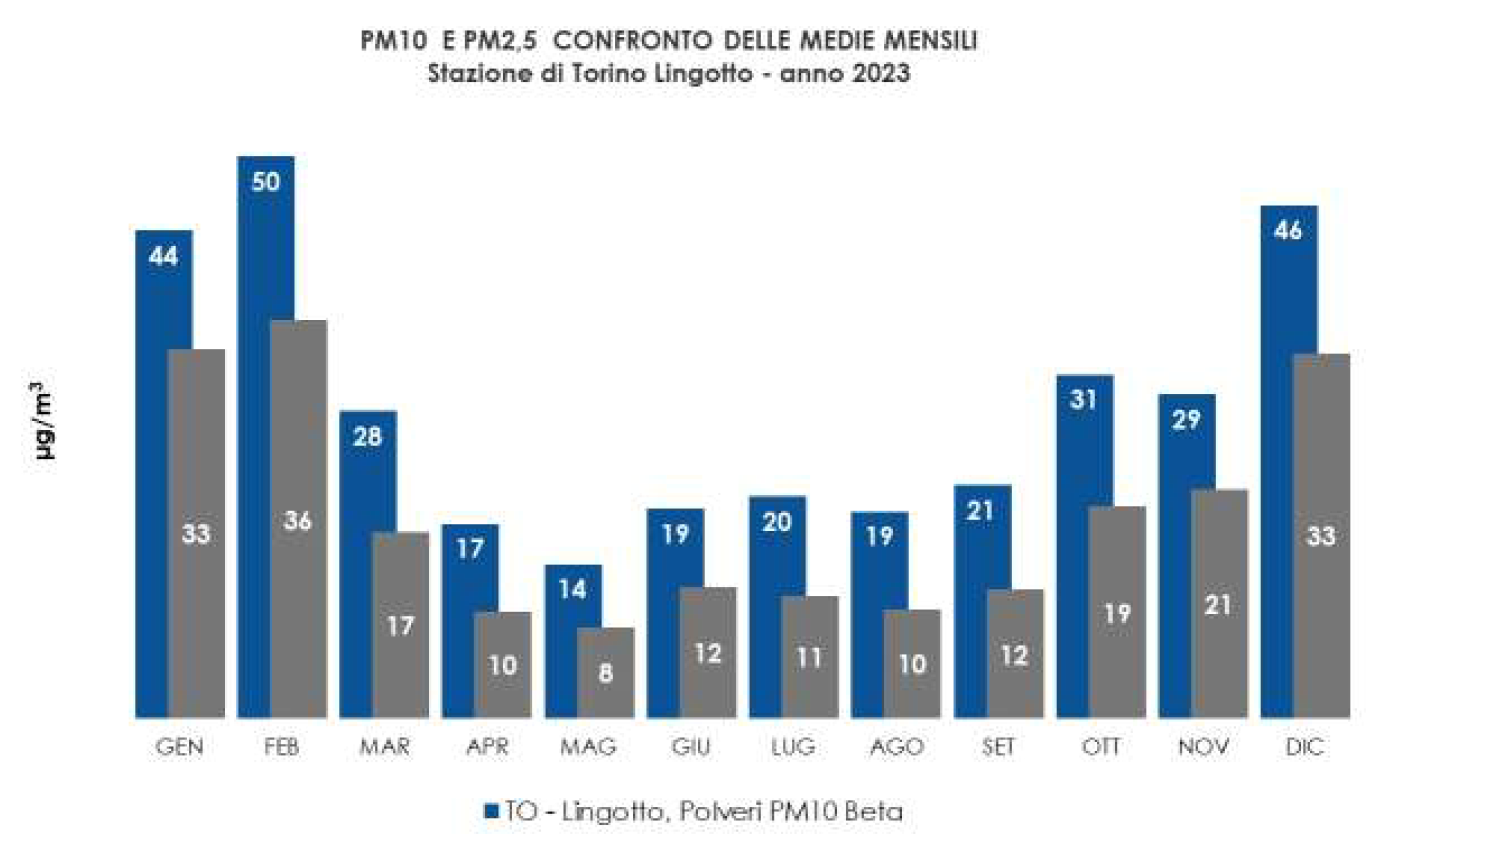 PM10 E PM2,5 CONFRONTO DELLE MEDIE MENSILI
Stazione di Torino Lingotto - anno 2023
µg/m³
44 50 28 17 14 19 20 19 21 31 29 46
33 36 17 10 8 12 11 10 12 19 21 33
GEN FEB MAR APR MAG GIU LUG AGO SET OTT NOV DIC
TO - Lingotto, Polveri PM10 Beta